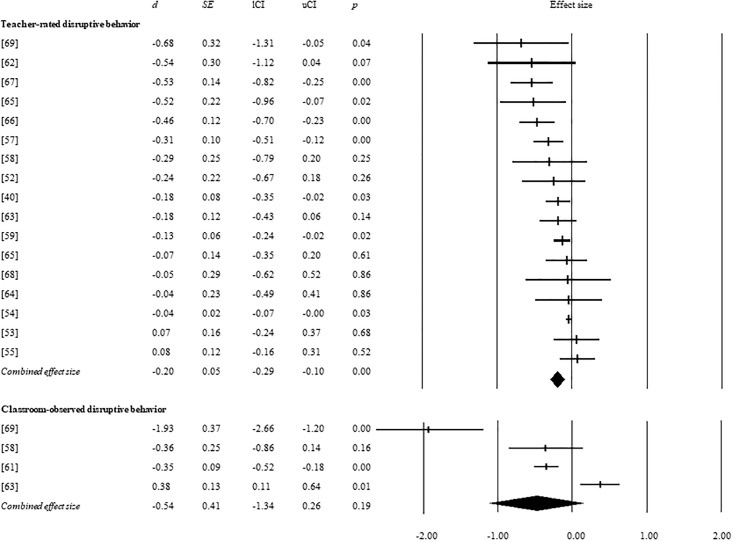 d SE lCI uCI p Effect size
Teacher-rated disruptive behavior
[69] -0.68 0.32 -1.31 -0.05 0.04
[62] -0.54 0.30 -1.12 0.04 0.07
[67] -0.53 0.14 -0.82 -0.25 0.00
[65] -0.52 0.22 -0.96 -0.07 0.02
[66] -0.46 0.12 -0.70 -0.23 0.00
[57] -0.31 0.10 -0.51 -0.12 0.00
[58] -0.29 0.25 -0.79 0.20 0.25
[52] -0.24 0.22 -0.67 0.18 0.26
[40] -0.18 0.08 -0.35 -0.02 0.03
[63] -0.18 0.12 -0.43 0.06 0.14
[59] -0.13 0.06 -0.24 -0.02 0.02
[65] -0.07 0.14 -0.35 0.20 0.61
[68] -0.05 0.29 -0.62 0.52 0.86
[64] -0.04 0.23 -0.49 0.41 0.86
[54] -0.04 0.02 -0.07 -0.00 0.03
[53] 0.07 0.16 -0.24 0.37 0.68
[55] 0.08 0.12 -0.16 0.31 0.52
Combined effect size -0.20 0.05 -0.29 -0.10 0.00
Classroom-observed disruptive behavior
[69] -1.93 0.37 -2.66 -1.20 0.00
[58] -0.36 0.25 -0.86 0.14 0.16
[61] -0.35 0.09 -0.52 -0.18 0.00
[63] 0.38 0.13 0.11 0.64 0.01
Combined effect size -0.54 0.41 -1.34 0.26 0.19
-2.00 -1.00 0.00 1.00 2.00